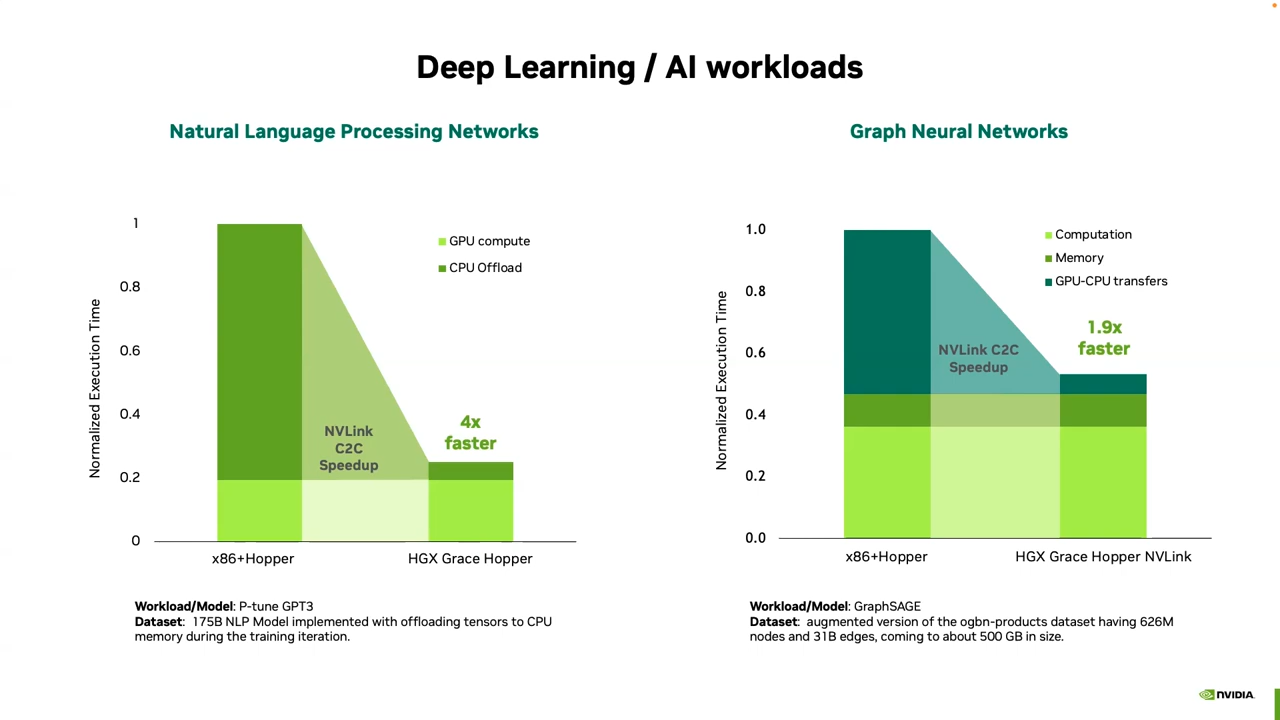 Deep Learning / AI workloads
Natural Language Processing Networks
Normalized Execution Time
1
0.8
0.6
0.4
0.2
0
GPU compute
CPU Offload
NVLink
C2C
Speedup
4x
faster
x86+Hopper
HGX Grace Hopper
Workload/Model: P-tune GPT3
Dataset: 175B NLP Model implemented with offloading tensors to CPU
memory during the training iteration.
Graph Neural Networks
Normalized Execution Time
1.0
0.8
0.6
0.4
0.2
0.0
Computation
Memory
GPU-CPU transfers
NVLink C2C
Speedup
1.9x
faster
x86+Hopper
HGX Grace Hopper NVLink
Workload/Model: GraphSAGE
Dataset: augmented version of the ogbn-products dataset having 626M
nodes and 31B edges, coming to about 500 GB in size.
NVIDIA